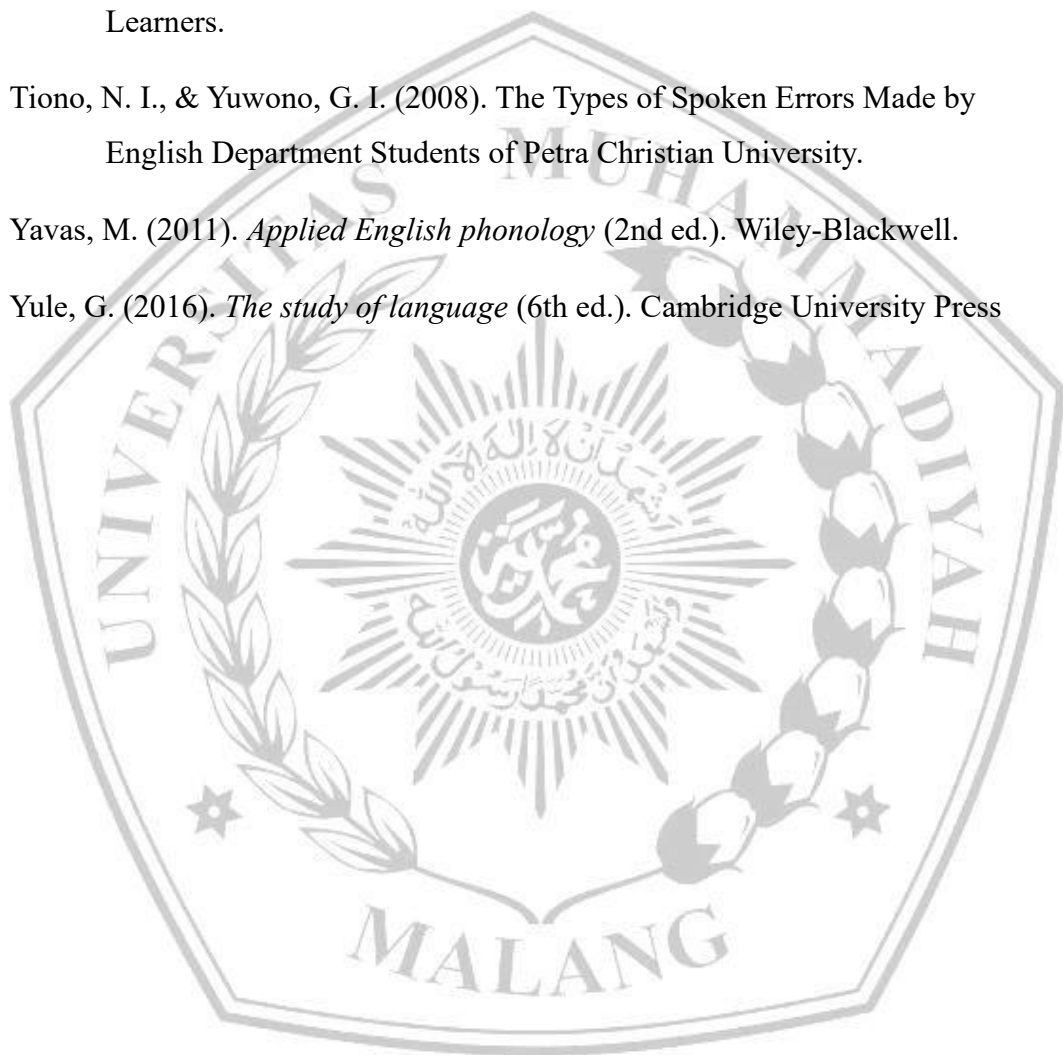 Learners.
Tiono, N. I., & Yuwono, G. I. (2008). The Types of Spoken Errors Made by
English Department Students of Petra Christian University.
Yavas, M. (2011). Applied English phonology (2nd ed.). Wiley-Blackwell.
Yule, G. (2016). The study of language (6th ed.). Cambridge University Press
UNIVERSITAS MUHAMMADIYAH
MALANG